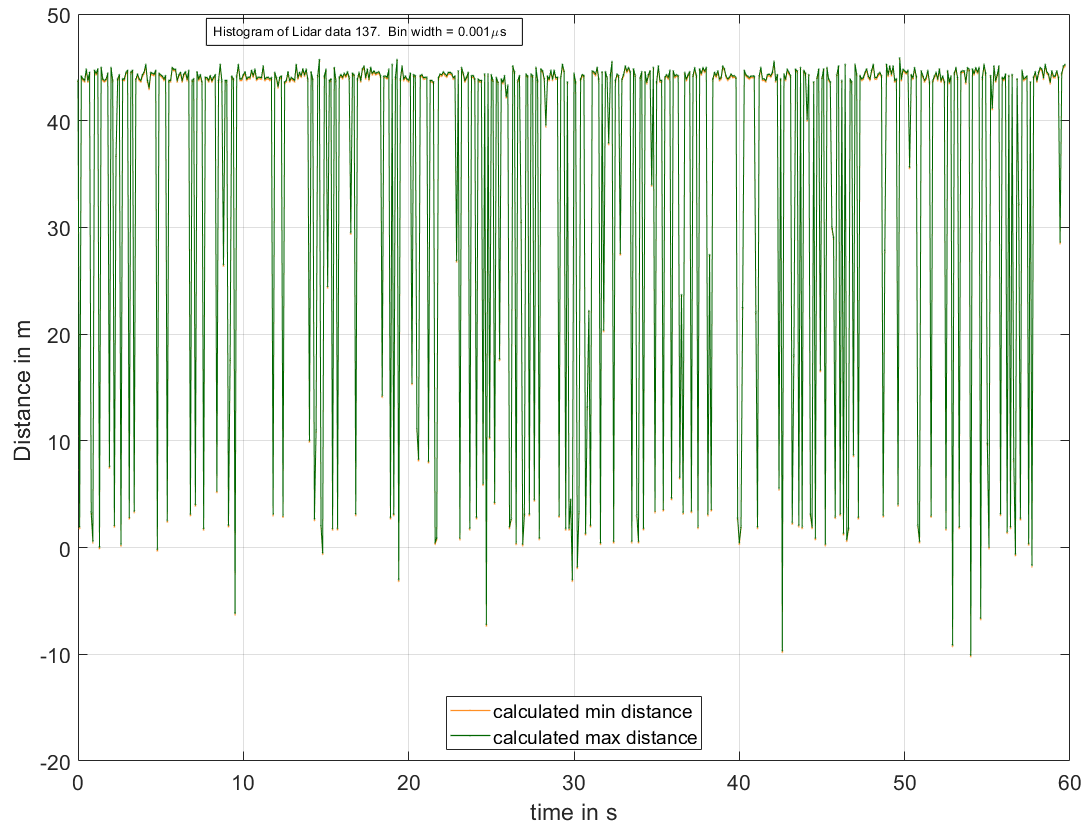 Histogram of Lidar data 137.  Bin width = 0.001μs
50
40
30
20
10
0
-10
-20
Distance in m
calculated min distance
calculated max distance
0 10 20 30 40 50 60
time in s